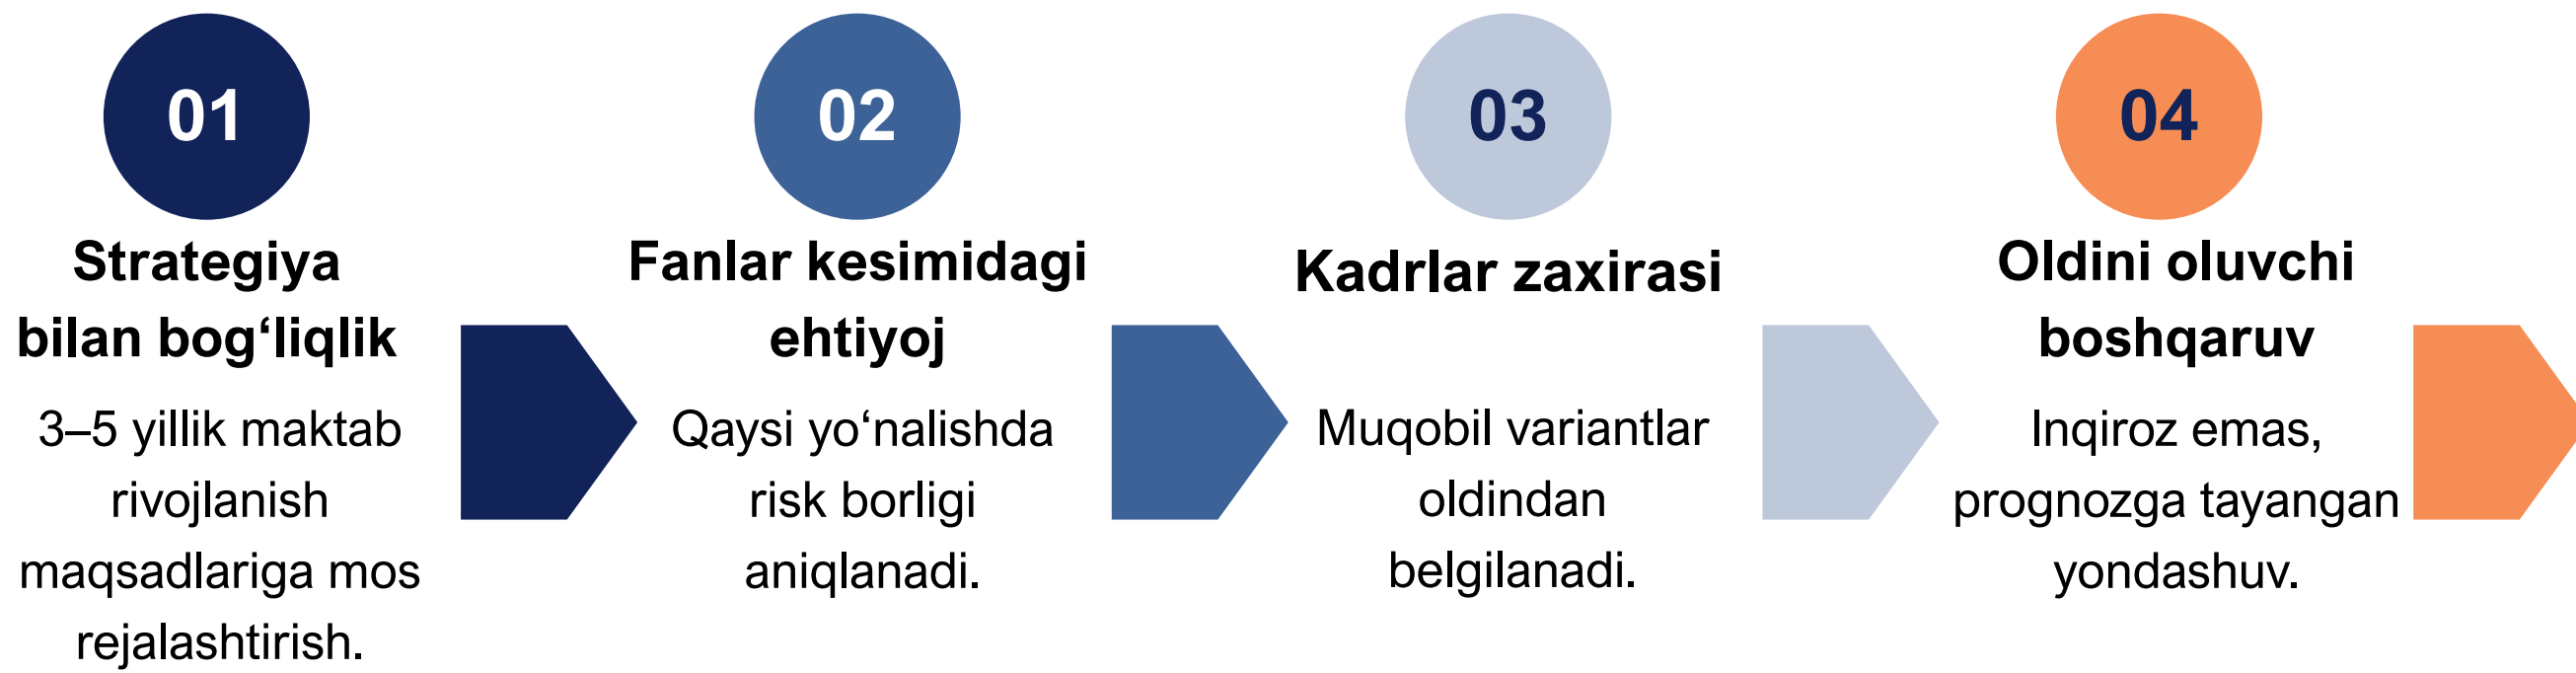 01
Strategiya
bilan bog‘liqlik
3–5 yillik maktab
rivojlanish
maqsadlariga mos
rejalashtirish.
02
Fanlar kesimidagi
ehtiyoj
Qaysi yo‘nalishda
risk borligi
aniqlanadi.
03
Kadrlar zaxirasi
Muqobil variantlar
oldindan
belgilanadi.
04
Oldini oluvchi
boshqaruv
Inqiroz emas,
prognozga tayangan
yondashuv.